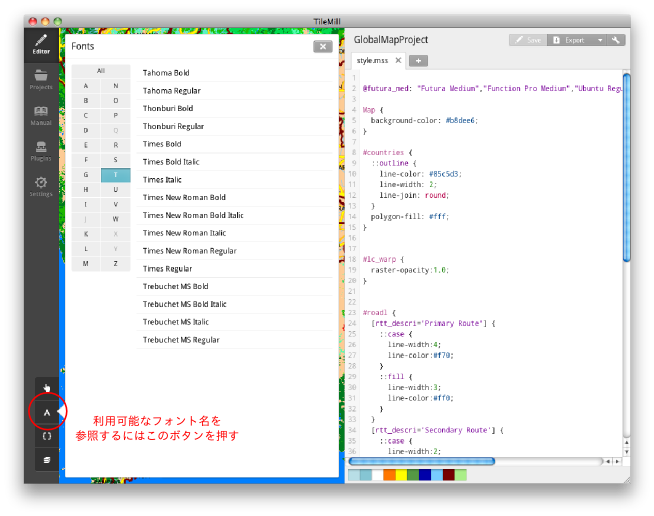 TileMill
Editor
Projects
Manual
Plugins
Settings
Fonts
All
A N
B O
C P
D Q
E R
F S
G T
H U
I V
J W
K X
L Y
M Z
Tahoma Bold
Tahoma Regular
Thonburi Bold
Thonburi Regular
Times Bold
Times Bold Italic
Times Italic
Times New Roman Bold
Times New Roman Bold Italic
Times New Roman Italic
Times New Roman Regular
Times Regular
Trebuchet MS Bold
Trebuchet MS Bold Italic
Trebuchet MS Italic
Trebuchet MS Regular
利用可能なフォント名を
参照するにはこのボタンを押す
GlobalMapProject
Save
Export
style.mss
1
2 @futura_med: "Futura Medium","Function Pro Medium","Ubuntu Regu
3
4 Map {
5 background-color: #b8dee6;
6 }
7
8 #countries {
9 ::outline {
10 line-color: #85c5d3;
11 line-width: 2;
12 line-join: round;
13 }
14 polygon-fill: #fff;
15 }
16
17
18 #lc_warp {
19 raster-opacity:1.0;
20 }
21
22
23 #roadl {
24 [rtt_descri='Primary Route'] {
25 ::case {
26 line-width:4;
27 line-color:#f70;
28 }
29 ::fill {
30 line-width:3;
31 line-color:#ff0;
32 }
33 }
34 [rtt_descri='Secondary Route'] {
35 ::case {
36 line-width:2;